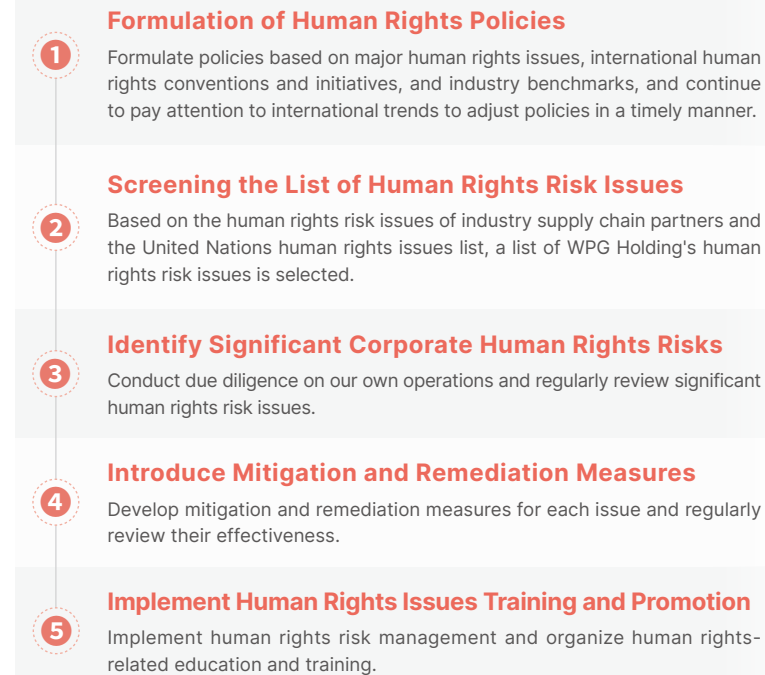 Formulation of Human Rights Policies
1
Formulate policies based on major human rights issues, international human
rights conventions and initiatives, and industry benchmarks, and continue
to pay attention to international trends to adjust policies in a timely manner.
Screening the List of Human Rights Risk Issues
2
Based on the human rights risk issues of industry supply chain partners and
the United Nations human rights issues list, a list of WPG Holding's human
rights risk issues is selected.
Identify Significant Corporate Human Rights Risks
3
Conduct due diligence on our own operations and regularly review significant
human rights risk issues.
Introduce Mitigation and Remediation Measures
4
Develop mitigation and remediation measures for each issue and regularly
review their effectiveness.
Implement Human Rights Issues Training and Promotion
5
Implement human rights risk management and organize human rights-
related education and training.